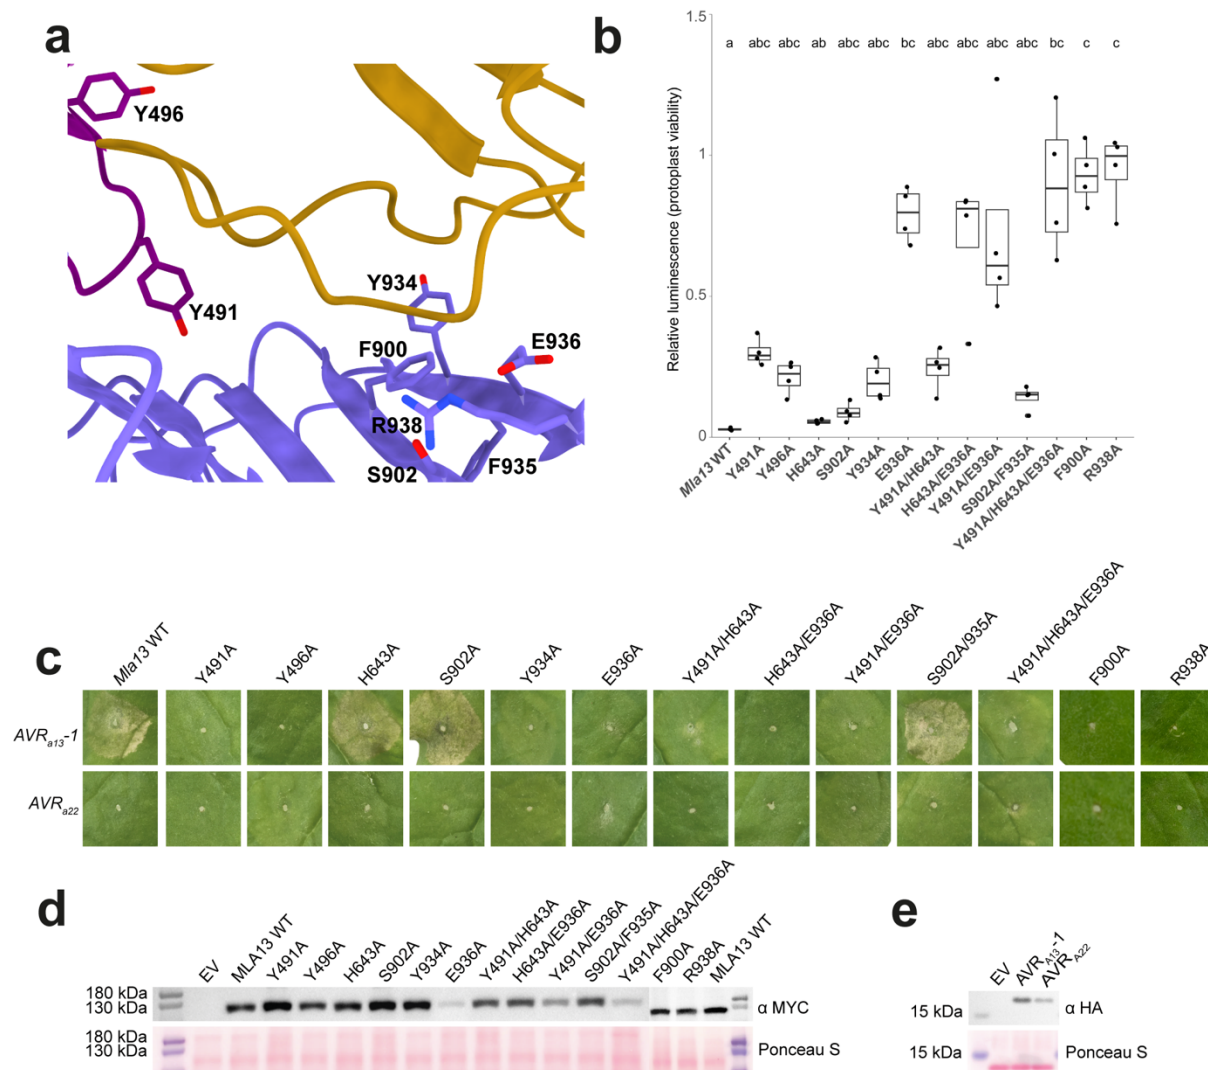 a
Y496
Y491
Y934
F900
E936
R938
S902
F935
b
Relative luminescence (protoplast viability)
1.5
1
0.5
0
a abc abc ab abc abc bc abc abc abc abc bc c c
Mla13 WT
Y491A
Y496A
H643A
S902A
Y934A
E936A
Y491A/H643A
H643A/E936A
Y491A/E936A
S902A/F935A
Y491A/H643A/E936A
F900A
R938A
c
Mla13 WT
Y491A
Y496A
H643A
S902A
Y934A
E936A
Y491A/H643A
H643A/E936A
Y491A/E936A
S902A/935A
Y491A/H643A/E936A
F900A
R938A
AVRa13-1
AVRa22
d
EV
MLA13 WT
Y491A
Y496A
H643A
S902A
Y934A
E936A
Y491A/H643A
H643A/E936A
Y491A/E936A
S902A/F935A
Y491A/H643A/E936A
F900A
R938A
MLA13 WT
180 kDa
130 kDa
α MYC
180 kDa
130 kDa
Ponceau S
e
EV
AVRA13-1
AVRA22
15 kDa
α HA
15 kDa
Ponceau S